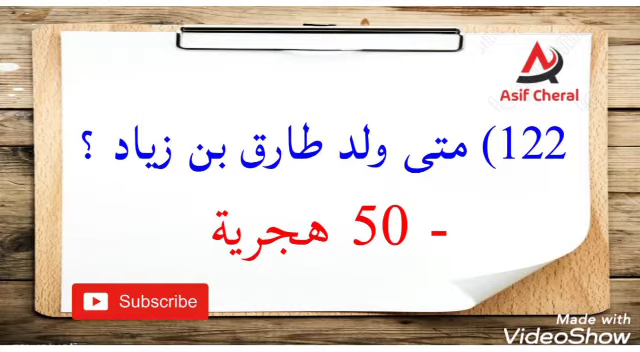 Asif Cheral
122) متى ولد طارق بن زياد ؟
- 50 هجرية
Subscribe
Made with
VideoShow